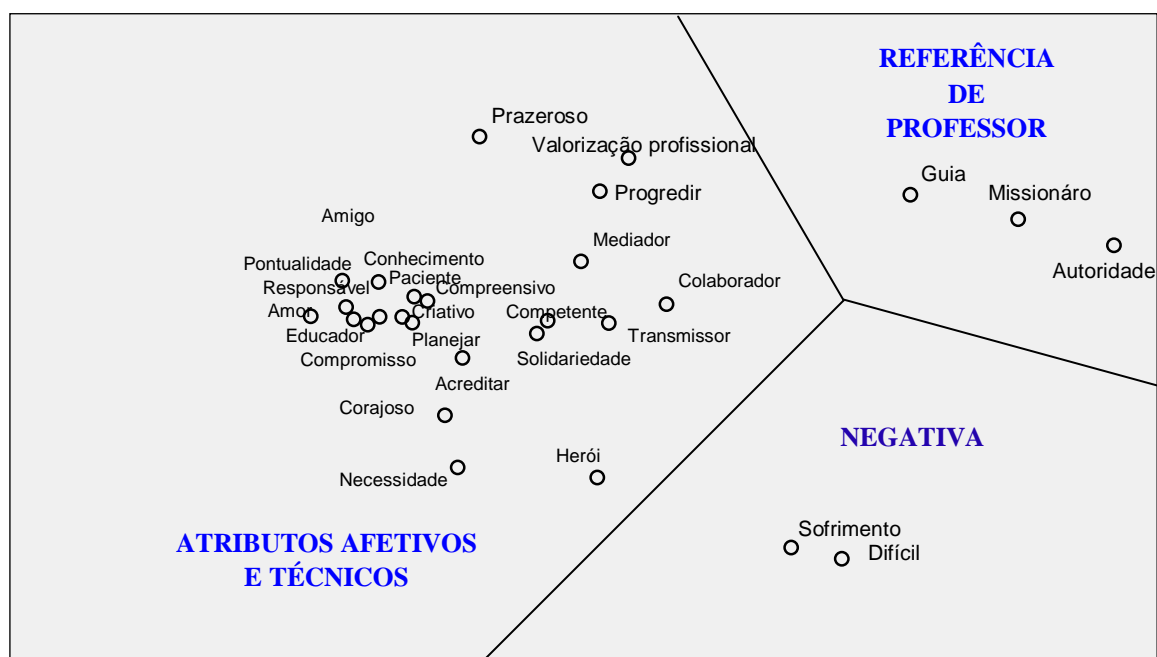 REFERÊNCIA
DE
PROFESSOR
Prazeroso
Valorização profissional
Guia
Missionáro
Progredir
Amigo
Mediador
Autoridade
Conhecimento
Pontualidade
Paciente
Colaborador
Responsável
Compreensivo
Amor
Criativo
Competente
Educador
Planejar
Transmissor
Compromisso
Solidariedade
Acreditar
Corajoso
NEGATIVA
Herói
Necessidade
Sofrimento
Difícil
ATRIBUTOS AFETIVOS
E TÉCNICOS